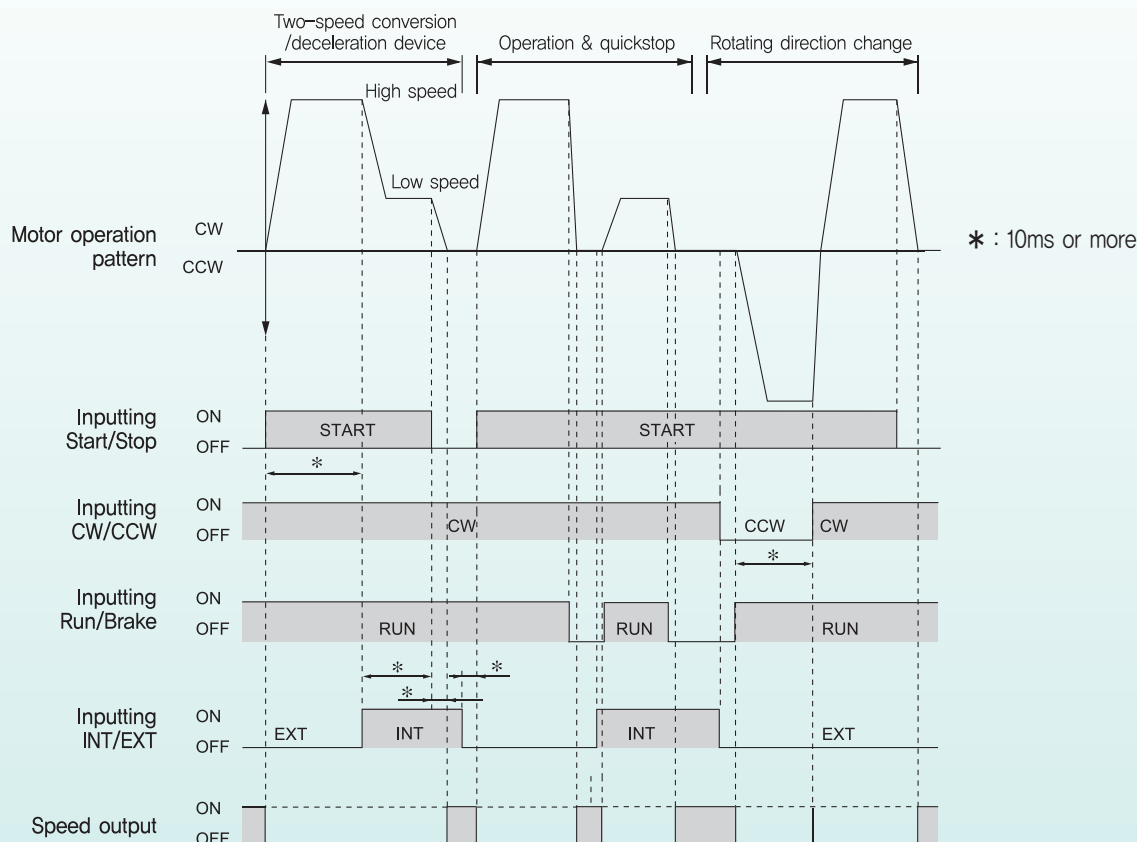 Two-speed conversion
/deceleration device
Operation & quickstop
Rotating direction change
High speed
Low speed
Motor operation
pattern
CW
CCW
* : 10ms or more
Inputting
Start/Stop
ON
OFF
START
START
*
Inputting
CW/CCW
ON
OFF
CW
CCW
CW
*
Inputting
Run/Brake
ON
OFF
RUN
RUN
RUN
*
*
*
Inputting
INT/EXT
ON
OFF
EXT
INT
INT
EXT
Speed output
ON
OFF